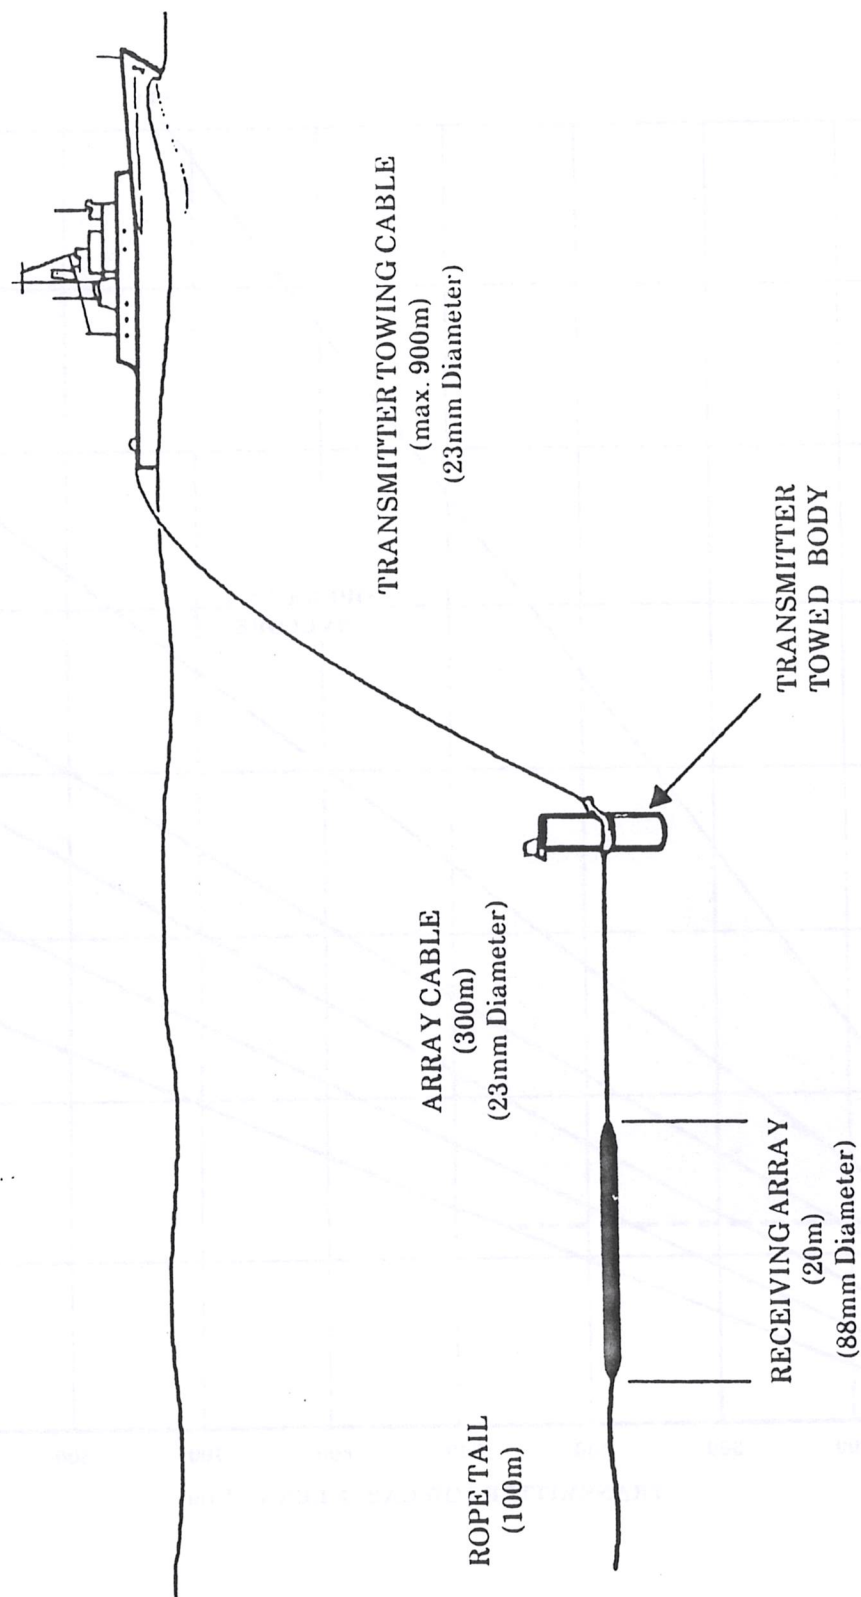 TRANSMITTER TOWING CABLE
(max. 900m)
(23mm Diameter)
TRANSMITTER
TOWED BODY
ARRAY CABLE
(300m)
(23mm Diameter)
RECEIVING ARRAY
(20m)
(88mm Diameter)
ROPE TAIL
(100m)